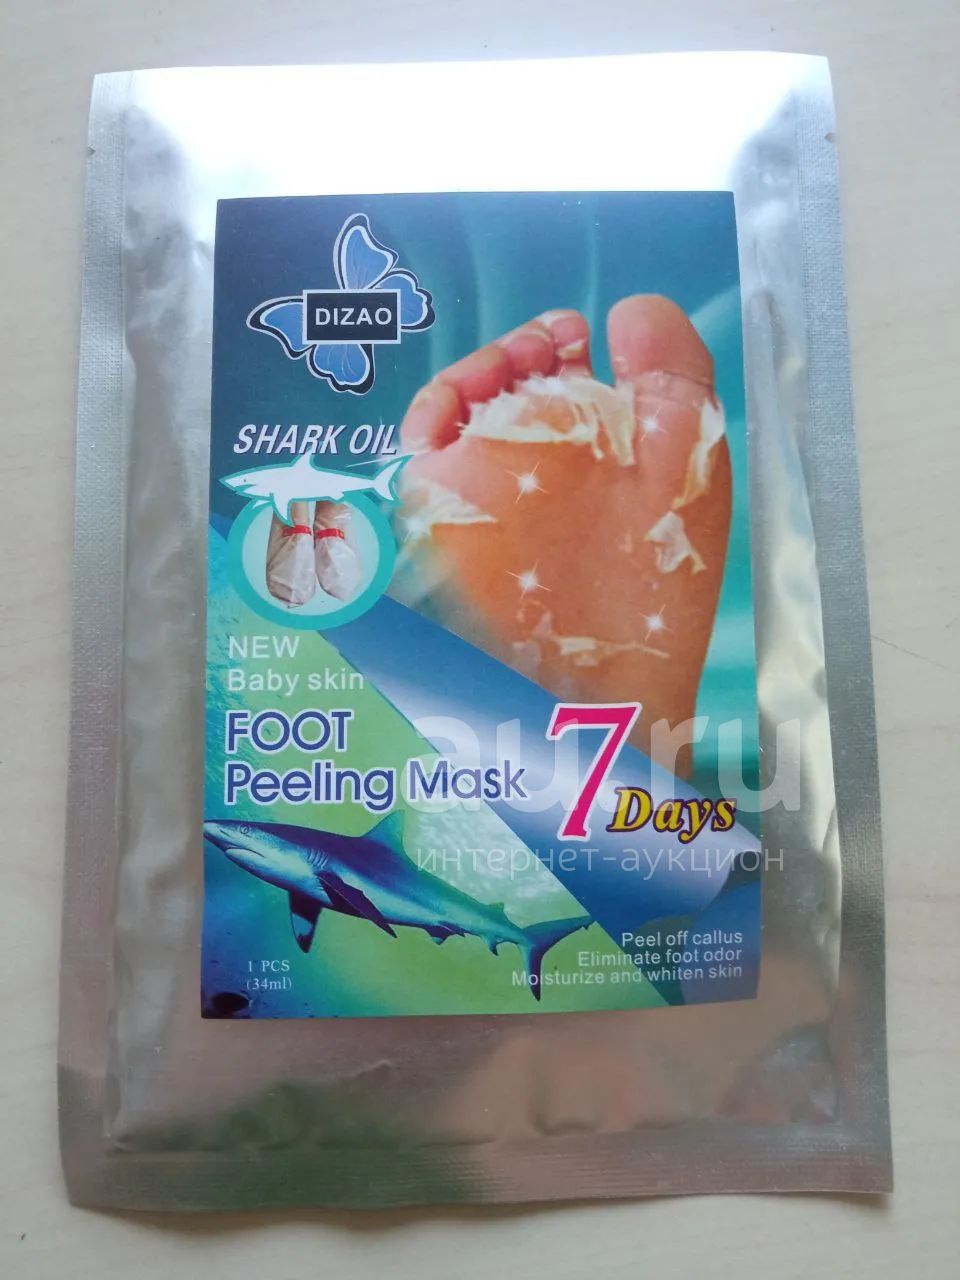 DIZAO
SHARK OIL
NEW
Baby skin
FOOT
Peeling Mask
7 Days
au.ru
интернет-аукцион
Peel off callus
Eliminate foot odor
Moisturize and whiten skin
1 PCS
(34ml)